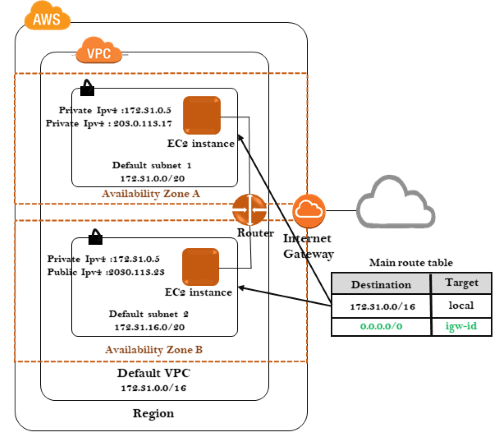 AWS
VPC
Private Ipv4 :172.31.0.5
Private Ipv4 : 203.0.113.17
EC2 instance
Default subnet 1
172.31.0.0/20
Availability Zone A
Router
Internet
Gateway
Private Ipv4 :172.31.0.5
Public Ipv4 :2030.113.23
EC2 instance
Default subnet 2
172.31.16.0/20
Availability Zone B
Default VPC
172.31.0.0/16
Region
Main route table
Destination Target
172.31.0.0/16 local
0.0.0.0/0 igw-id